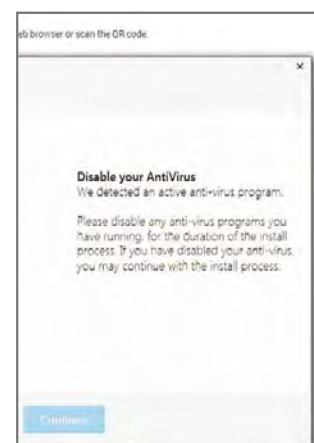 eb browser or scan the QR code.
×
Disable your AntiVirus
We detected an active anti-virus program.
Please disable any anti-virus programs you
have running, for the duration of the install
process. If you have disabled your anti-virus,
you may continue with the install process.
Continue